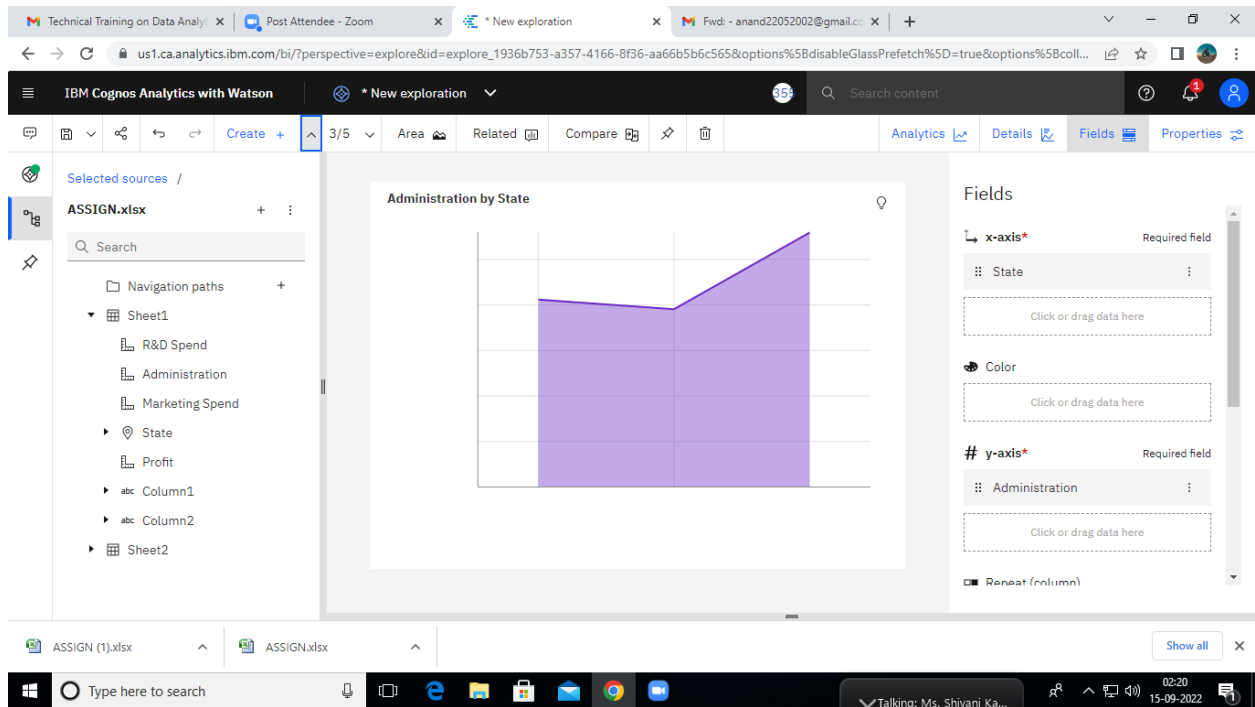 Technical Training on Data Analyt
Post Attendee - Zoom
* New exploration
Fwd: - anand22052002@gmail.cc
us1.ca.analytics.ibm.com/bi/?perspective=explore&id=explore_1936b753-a357-4166-8f36-aa66b5b6c565&options%5BdisableGlassPrefetch%5D=true&options%5Bcoll...
IBM Cognos Analytics with Watson
* New exploration
Search content
1
Create +
3/5
Area
Related
Compare
Analytics
Details
Fields
Properties
Selected sources /
ASSIGN.xlsx
Search
Navigation paths
Sheet1
R&D Spend
Administration
Marketing Spend
State
Profit
abc Column1
abc Column2
Sheet2
Administration by State
Fields
x-axis*
Required field
State
Click or drag data here
Color
Click or drag data here
# y-axis*
Required field
Administration
Click or drag data here
Repeat (column)
ASSIGN (1).xlsx
ASSIGN.xlsx
Show all
Type here to search
Talking: Ms. Shivani Ka...
02:20
15-09-2022